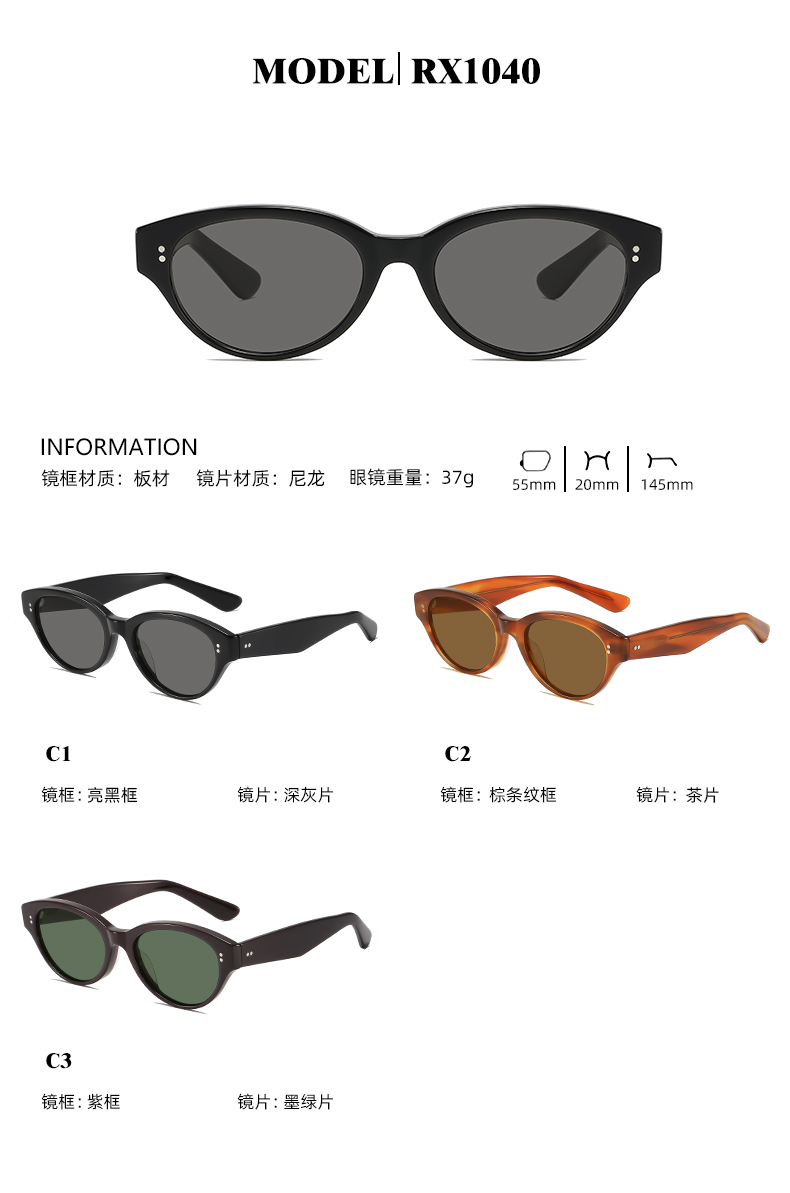 MODEL | RX1040
INFORMATION
镜框材质：板材 镜片材质：尼龙 眼镜重量：37g
55mm 20mm 145mm
C1
镜框：亮黑框 镜片：深灰片
C2
镜框：棕条纹框 镜片：茶片
C3
镜框：紫框 镜片：墨绿片